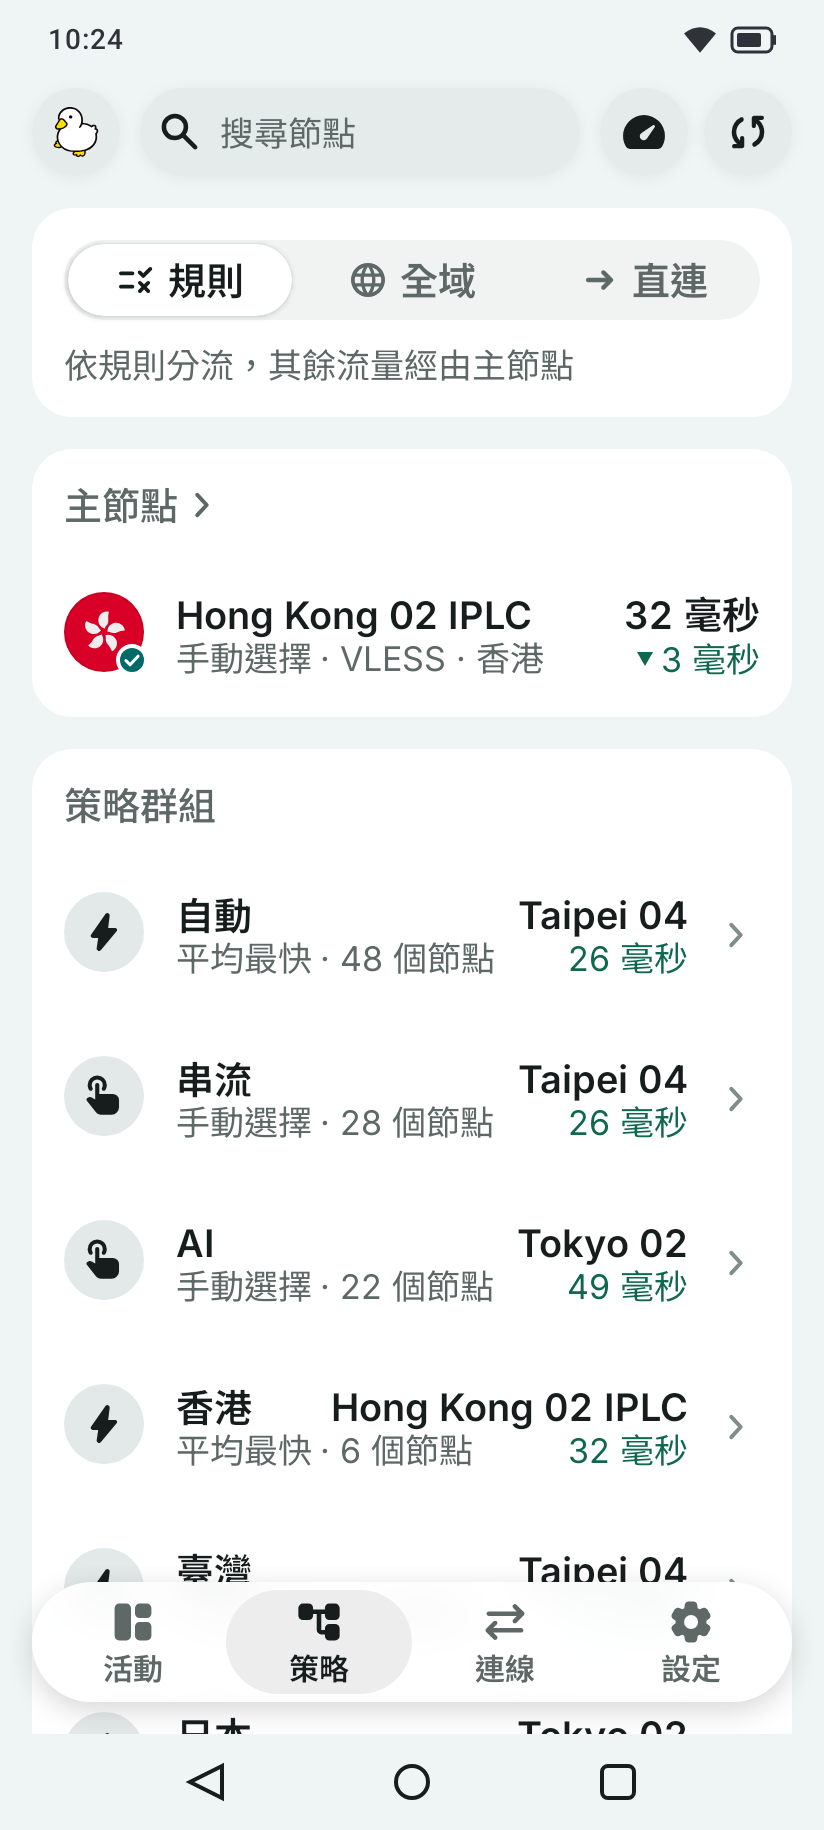 10:24
搜尋節點
規則 全域 直連
依規則分流，其餘流量經由主節點
主節點
Hong Kong 02 IPLC 32 毫秒
手動選擇 · VLESS · 香港 ▼3 毫秒
策略群組
自動 Taipei 04
平均最快 · 48 個節點 26 毫秒
串流 Taipei 04
手動選擇 · 28 個節點 26 毫秒
AI Tokyo 02
手動選擇 · 22 個節點 49 毫秒
香港 Hong Kong 02 IPLC
平均最快 · 6 個節點 32 毫秒
臺灣 Taipei 04
活動 策略 連線 設定
日本 Tokyo 02